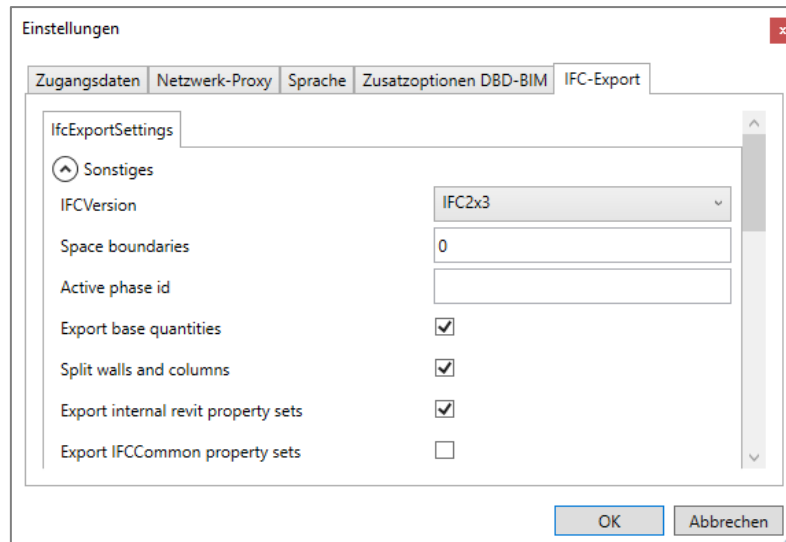 Einstellungen
x
Zugangsdaten Netzwerk-Proxy Sprache Zusatzoptionen DBD-BIM IFC-Export
IfcExportSettings
Sonstiges
IFCVersion IFC2x3
Space boundaries 0
Active phase id
Export base quantities
Split walls and columns
Export internal revit property sets
Export IFCCommon property sets
OK Abbrechen